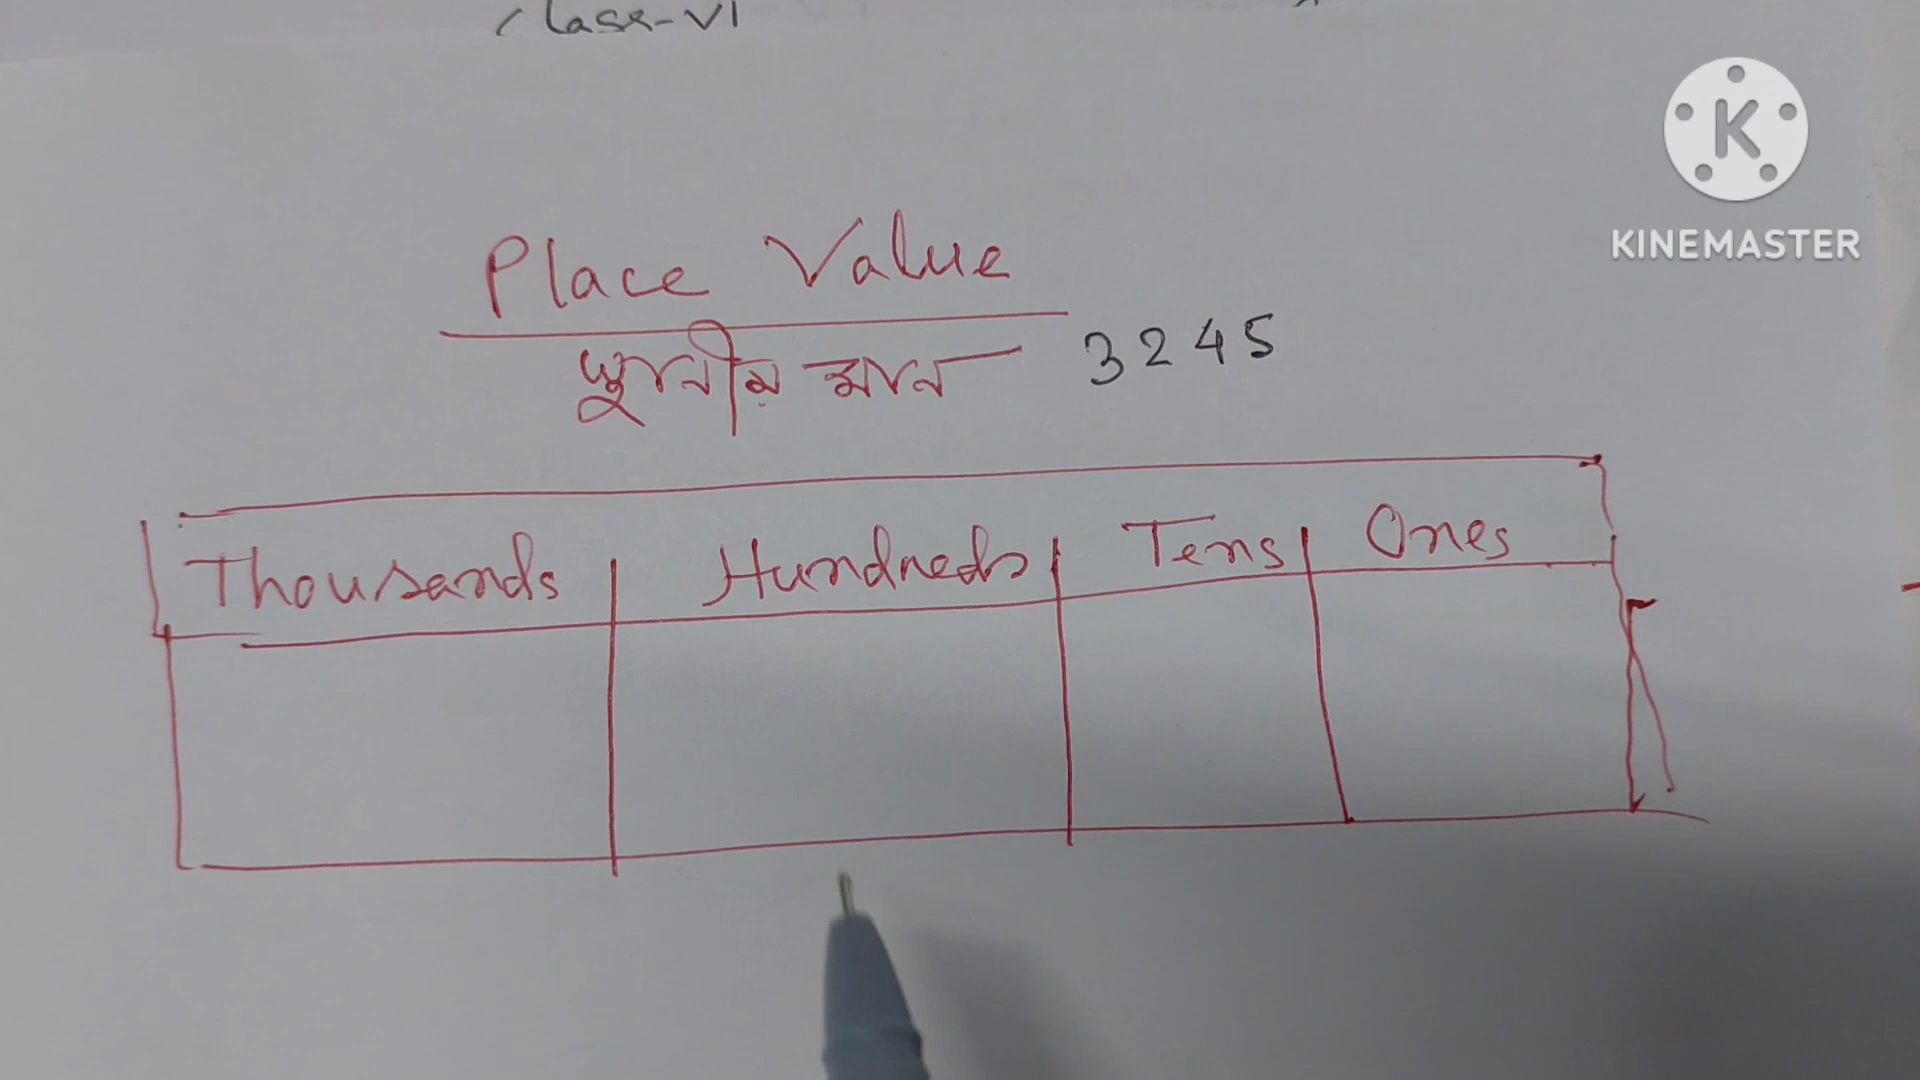 Class-VI
KINEMASTER
Place Value
স্থানীয় মান 3245
Thousands Hundreds Tens Ones